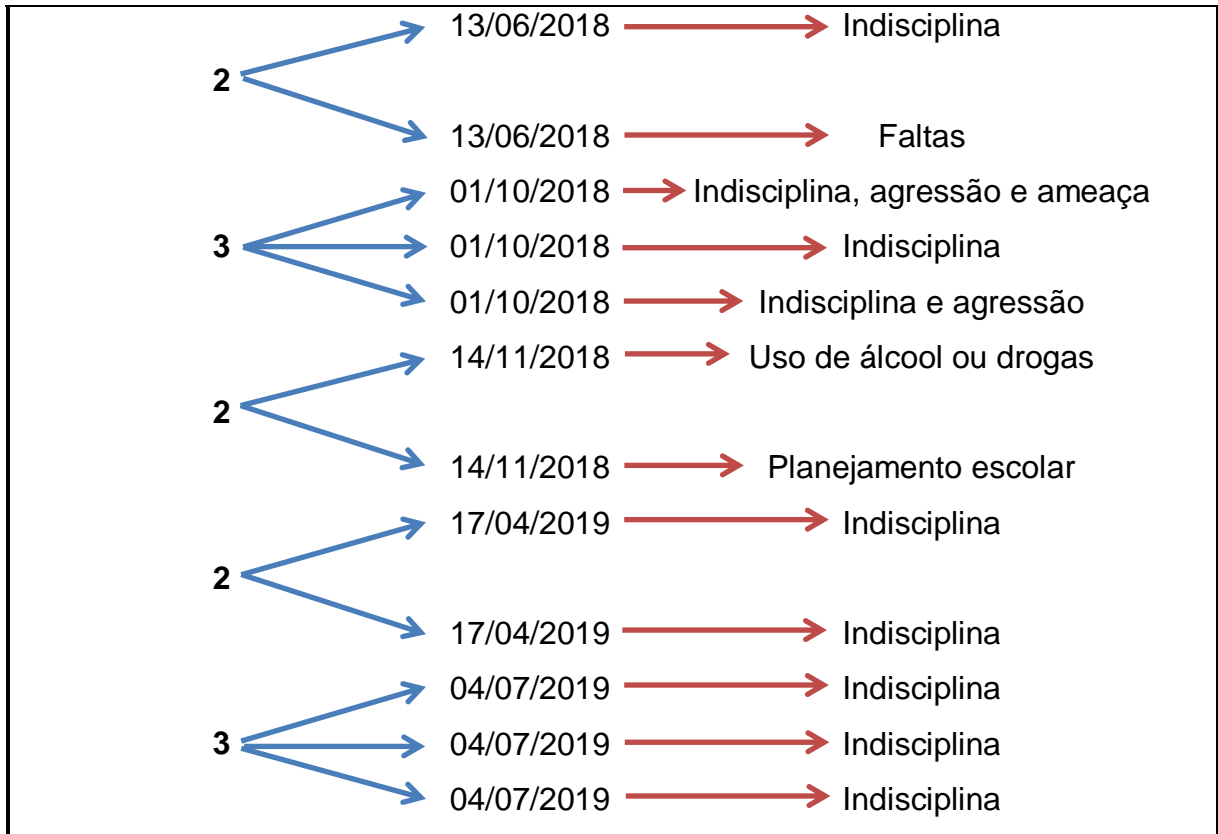 13/06/2018 Indisciplina
2
13/06/2018 Faltas
01/10/2018 Indisciplina, agressão e ameaça
3 01/10/2018 Indisciplina
01/10/2018 Indisciplina e agressão
14/11/2018 Uso de álcool ou drogas
2
14/11/2018 Planejamento escolar
17/04/2019 Indisciplina
2
17/04/2019 Indisciplina
04/07/2019 Indisciplina
3 04/07/2019 Indisciplina
04/07/2019 Indisciplina